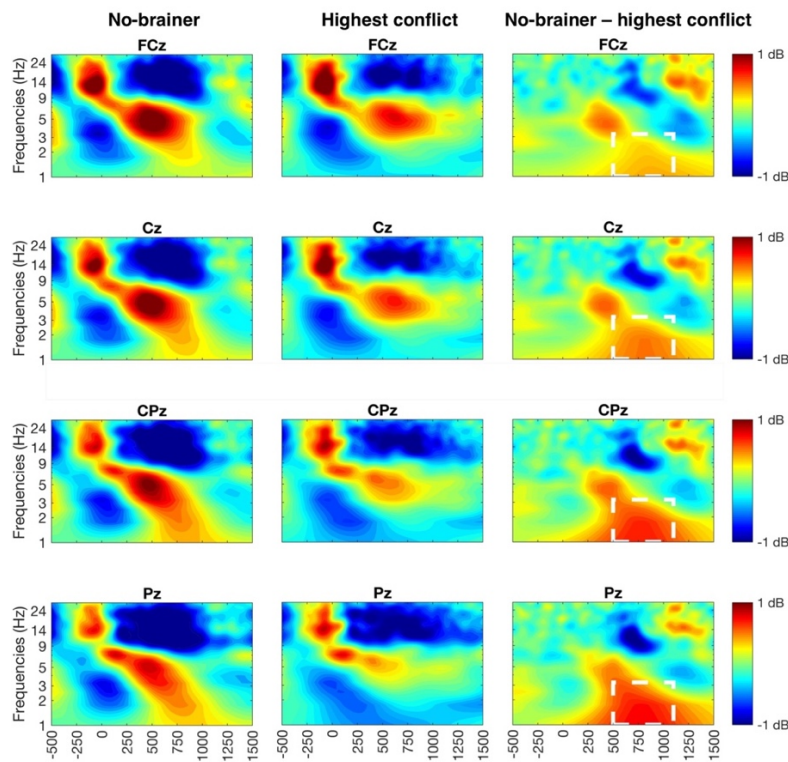 No-brainer Highest conflict No-brainer – highest conflict
FCz FCz FCz
Frequencies (Hz)
24
14
9
5
3
2
1
1 dB
-1 dB
Cz Cz Cz
Frequencies (Hz)
24
14
9
5
3
2
1
1 dB
-1 dB
CPz CPz CPz
Frequencies (Hz)
24
14
9
5
3
2
1
1 dB
-1 dB
Pz Pz Pz
Frequencies (Hz)
24
14
9
5
3
2
1
1 dB
-1 dB
-500 -250 0 250 500 750 1000 1250 1500 -500 -250 0 250 500 750 1000 1250 1500 -500 -250 0 250 500 750 1000 1250 1500